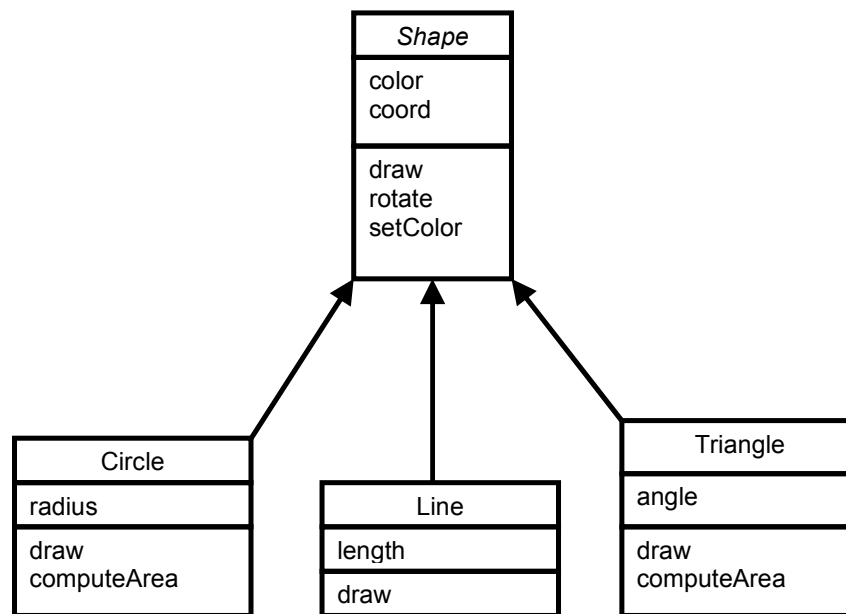 Shape
color
coord
draw
rotate
setColor
Circle
radius
draw
computeArea
Line
length
draw
Triangle
angle
draw
computeArea